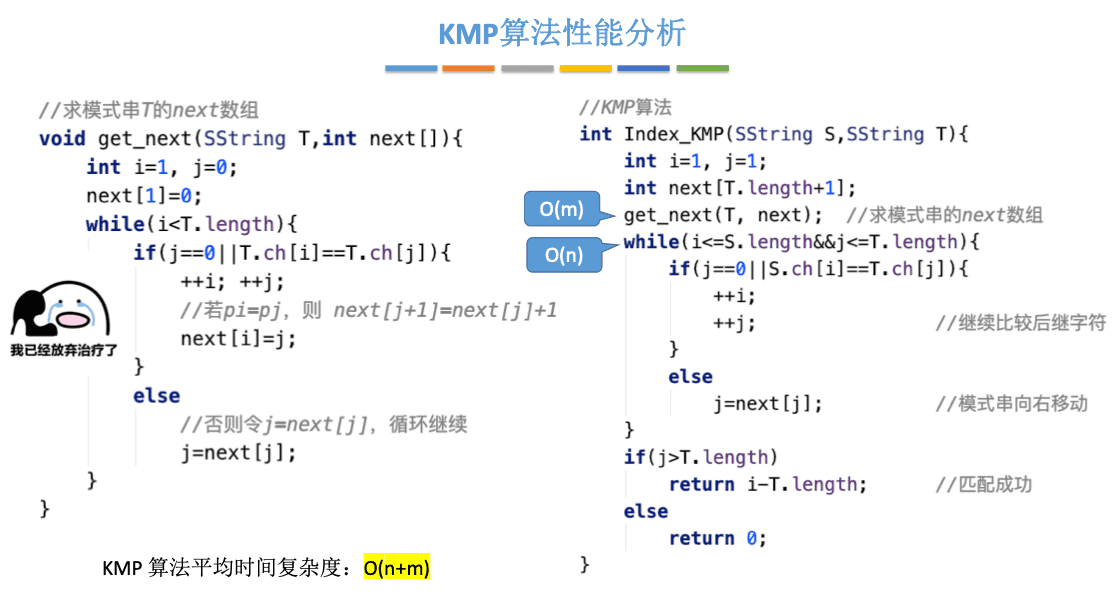 KMP算法性能分析
//求模式串T的next数组
void get_next(SString T,int next[]){
int i=1, j=0;
next[1]=0;
while(i<T.length){
if(j==0||T.ch[i]==T.ch[j]){
++i; ++j;
//若pi=pj，则 next[j+1]=next[j]+1
next[i]=j;
}
else
//否则令j=next[j]，循环继续
j=next[j];
}
}
我已经放弃治疗了
KMP 算法平均时间复杂度：O(n+m)
//KMP算法
int Index_KMP(SString S,SString T){
int i=1, j=1;
int next[T.length+1];
O(m)
get_next(T, next); //求模式串的next数组
O(n)
while(i<=S.length&&j<=T.length){
if(j==0||S.ch[i]==T.ch[j]){
++i;
++j; //继续比较后继字符
}
else
j=next[j]; //模式串向右移动
}
if(j>T.length)
return i-T.length; //匹配成功
else
return 0;
}